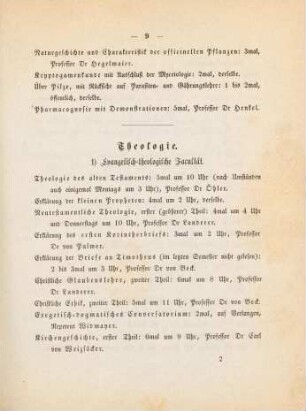 — 9 —
Naturgeschichte und Charakteristik der officinellen Pflanzen: 3mal,
Professor Dr Hegelmaier.
Kryptogamenkunde mit Ausschluß der Mycetologie: 2mal, derselbe.
Über Pilze, mit Rücksicht auf Parasiten- und Gährungslehre: 1 bis 2mal,
öffentlich, derselbe.
Pharmacognosie mit Demonstrationen: 5mal, Professor Dr Henkel.
Theologie.
1) Evangelisch-theologische Facultät.
Theologie des alten Testaments: 5mal um 10 Uhr (nach Umständen
auch einigemal Montags um 3 Uhr), Professor Dr Öhler.
Erklärung der kleinen Propheten: 4mal um 2 Uhr, derselbe.
Neutestamentliche Theologie, erster (größerer) Theil: 4mal um 4 Uhr
und Donnerstag um 10 Uhr, Professor Dr Landerer.
Erklärung des ersten Korintherbriefs: 5mal um 2 Uhr, Professor
Dr von Palmer.
Erklärung der Briefe an Timotheus (im letzten Semester nicht gelesen):
2 bis 3mal um 3 Uhr, Professor Dr von Beck.
Christliche Glaubenslehre, zweiter Theil: 6mal um 8 Uhr, Professor
Dr Landerer.
Christliche Ethik, zweiter Theil: 5mal um 11 Uhr, Professor Dr von Beck.
Exegetisch-dogmatisches Conversatorium: 2mal, auf Verlangen,
Repetent Widmayer.
Kirchengeschichte, erster Theil: 6mal um 9 Uhr, Professor Dr Carl
von Weizsäcker.
2